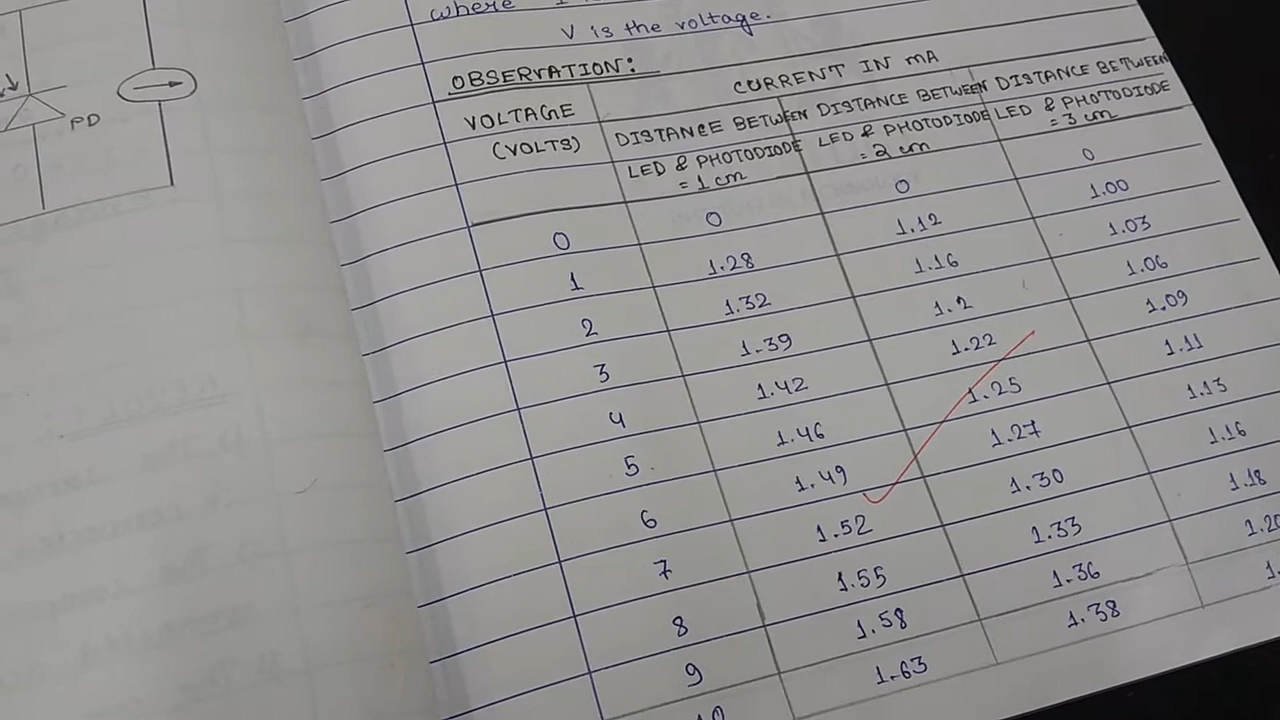 where
V is the voltage.
PD
OBSERVATION:
VOLTAGE (VOLTS) CURRENT IN mA
DISTANCE BETWEEN LED & PHOTODIODE = 1 cm
DISTANCE BETWEEN LED & PHOTODIODE = 2 cm
DISTANCE BETWEEN LED & PHOTODIODE = 3 cm
0 0 0 0
1 1.28 1.12 1.00
2 1.32 1.16 1.03
3 1.39 1.2 1.06
4 1.42 1.22 1.09
5 1.46 1.25 1.11
6 1.49 1.27 1.13
7 1.52 1.30 1.16
8 1.55 1.33 1.18
9 1.58 1.36 1.20
10 1.63 1.38